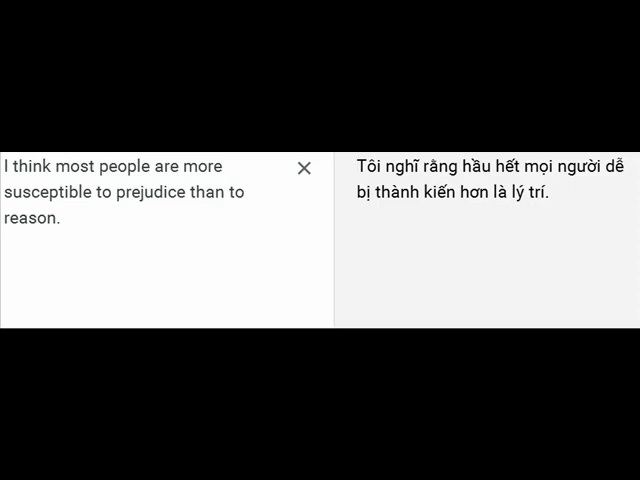 I think most people are more
susceptible to prejudice than to
reason.
Tôi nghĩ rằng hầu hết mọi người dễ
bị thành kiến hơn là lý trí.